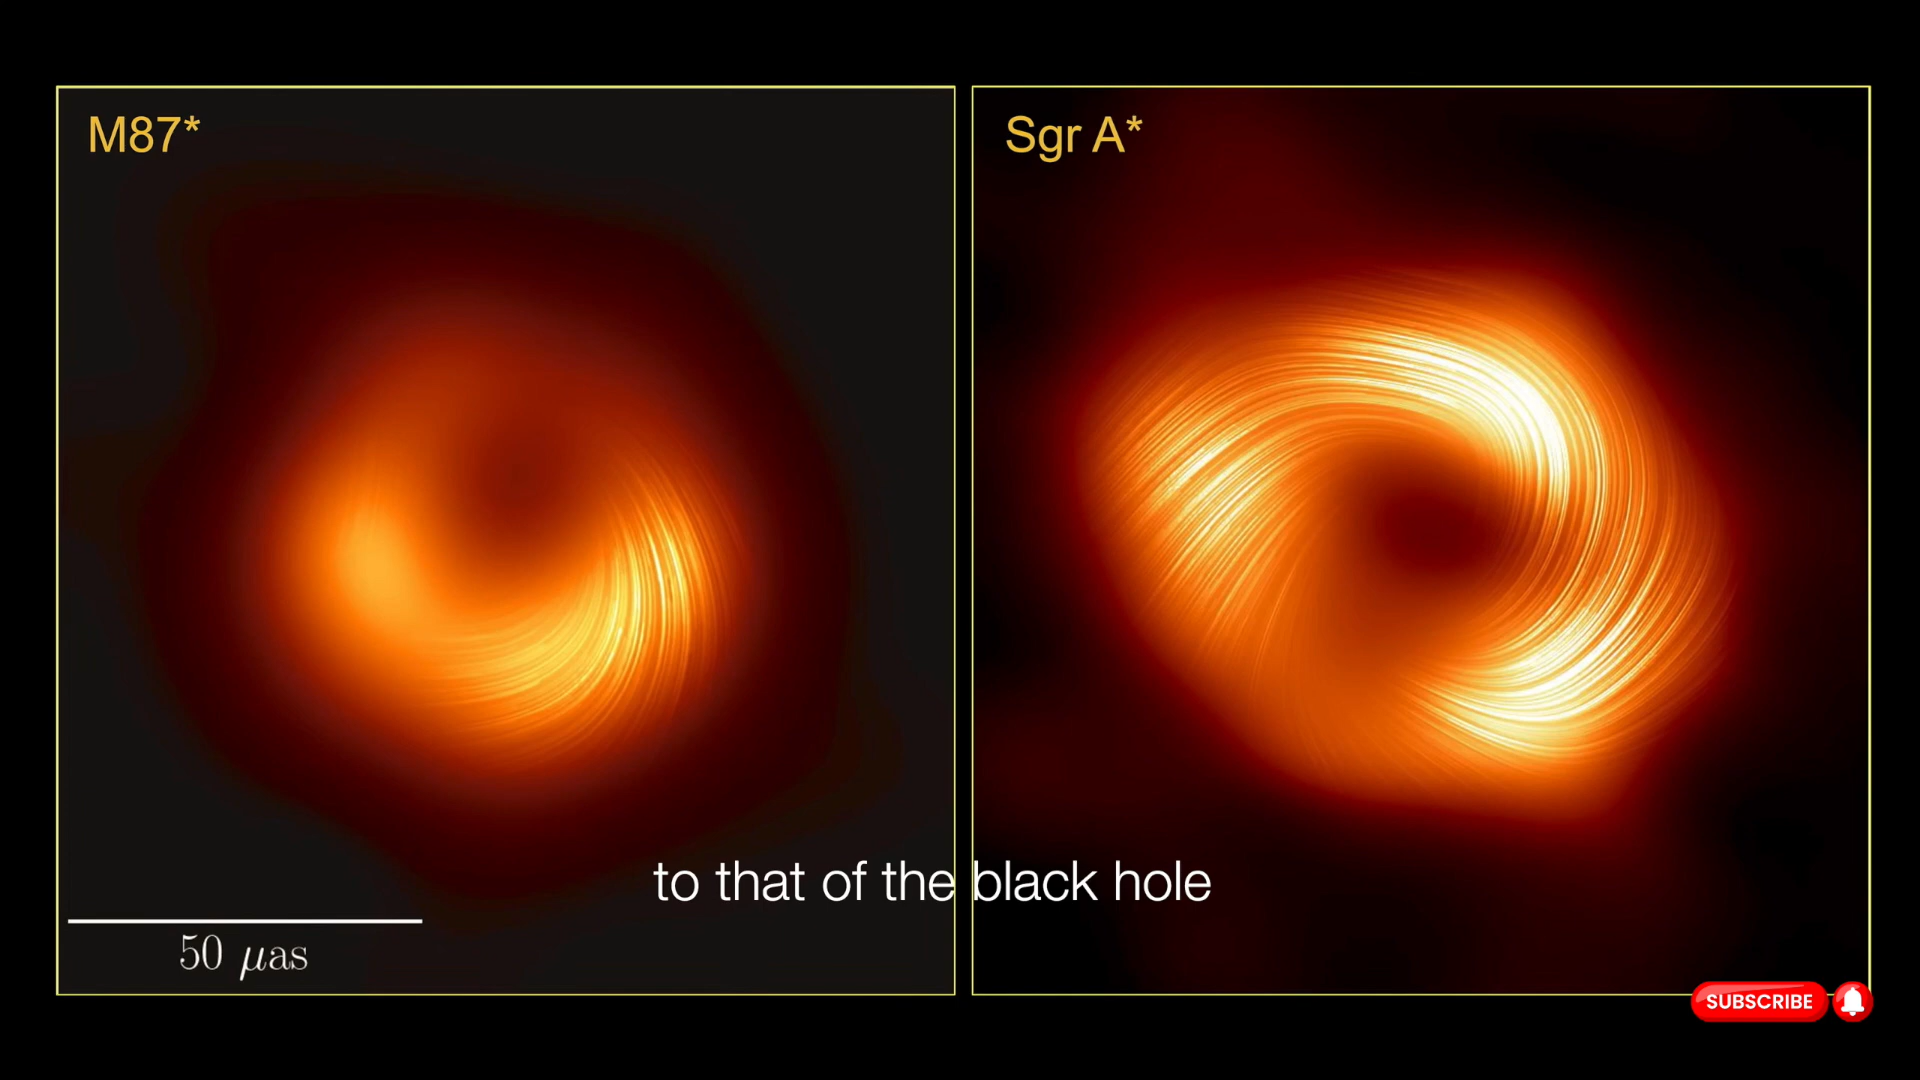 M87*
Sgr A*
to that of the black hole
50 μas
SUBSCRIBE